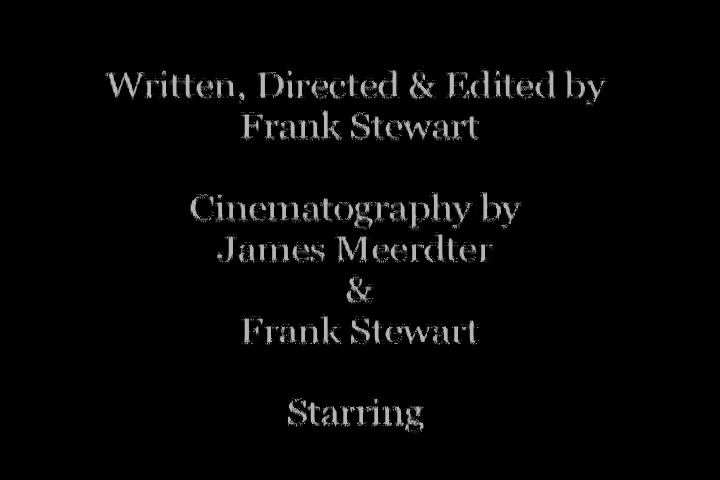 Written, Directed & Edited by
Frank Stewart
Cinematography by
James Meerdter
&
Frank Stewart
Starring